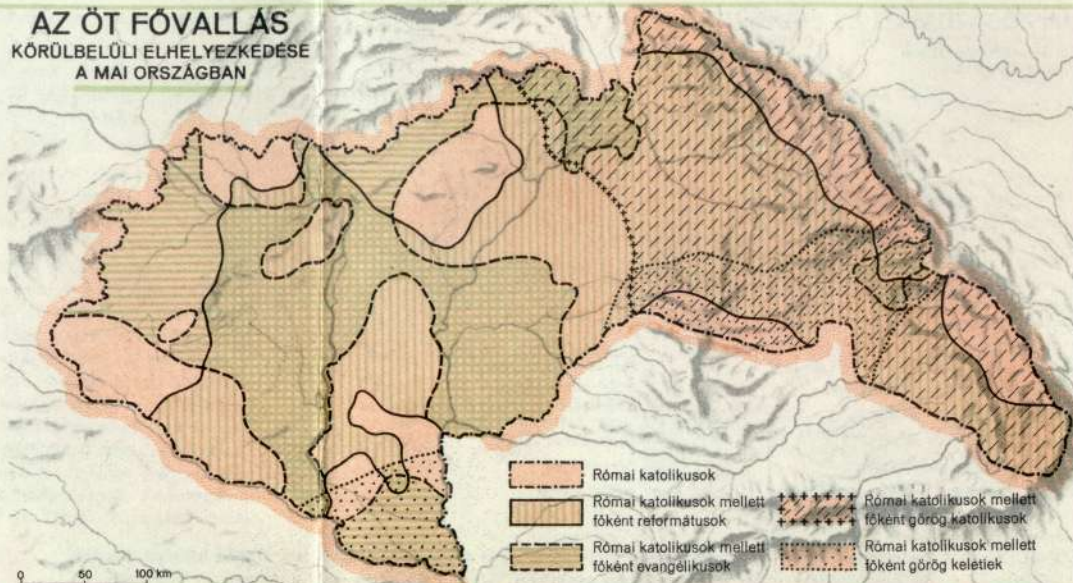 AZ ÖT FŐVALLÁS
KÖRÜLBELÜLI ELHELYEZKEDÉSE
A MAI ORSZÁGBAN
Római katolikusok
Római katolikusok mellett
főként reformátusok
Római katolikusok mellett
főként evangélikusok
Római katolikusok mellett
főként görög katolikusok
Római katolikusok mellett
főként görög keletiek
0 50 100 km